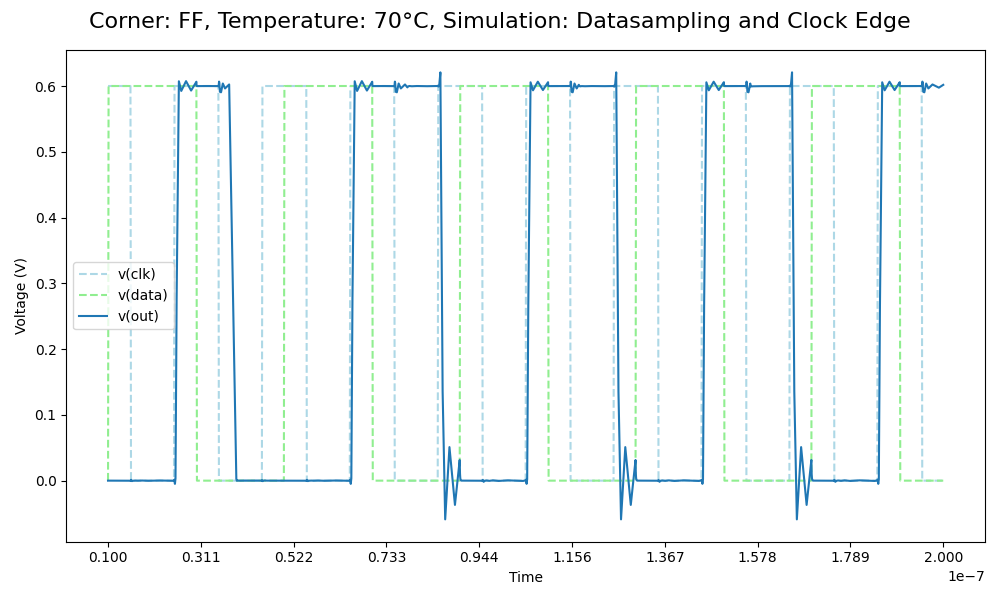 Corner: FF, Temperature: 70°C, Simulation: Datasampling and Clock Edge
0.6
0.5
0.4
0.3
0.2
0.1
0.0
Voltage (V)
v(clk)
v(data)
v(out)
0.100 0.311 0.522 0.733 0.944 1.156 1.367 1.578 1.789 2.000
Time
1e−7